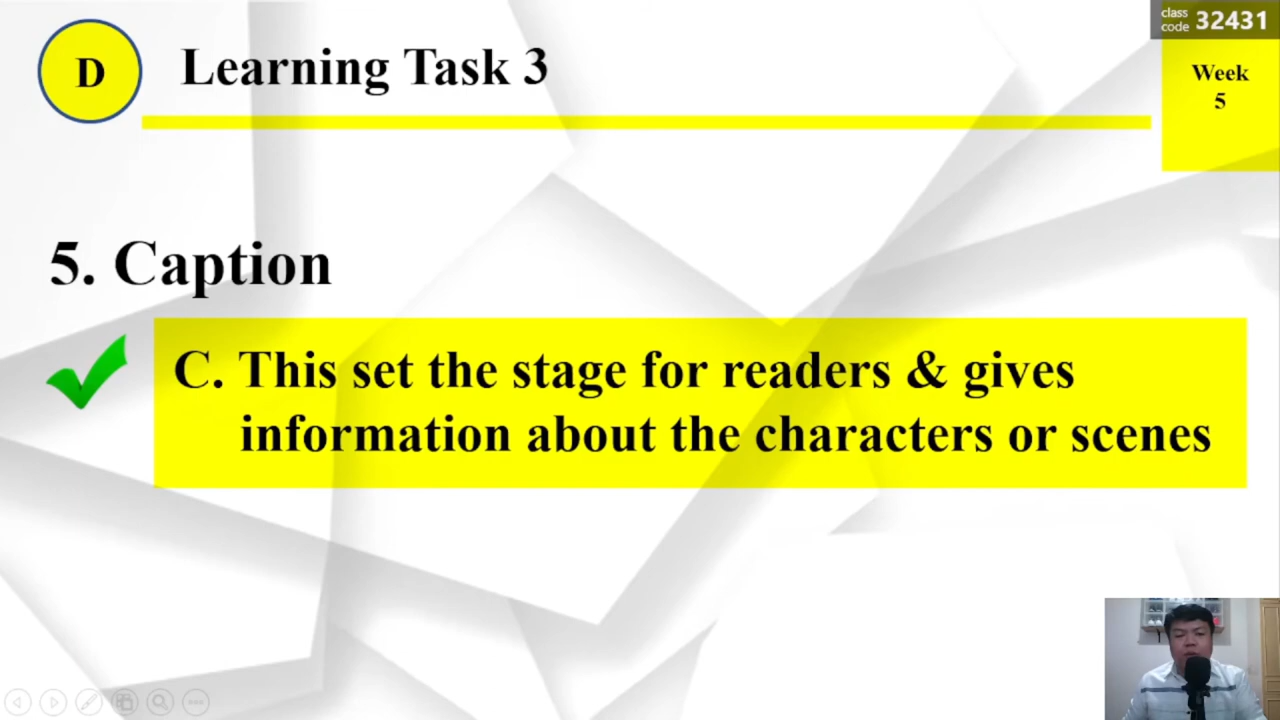 class
code 32431
D
Learning Task 3
Week
5
5. Caption
C. This set the stage for readers & gives
information about the characters or scenes